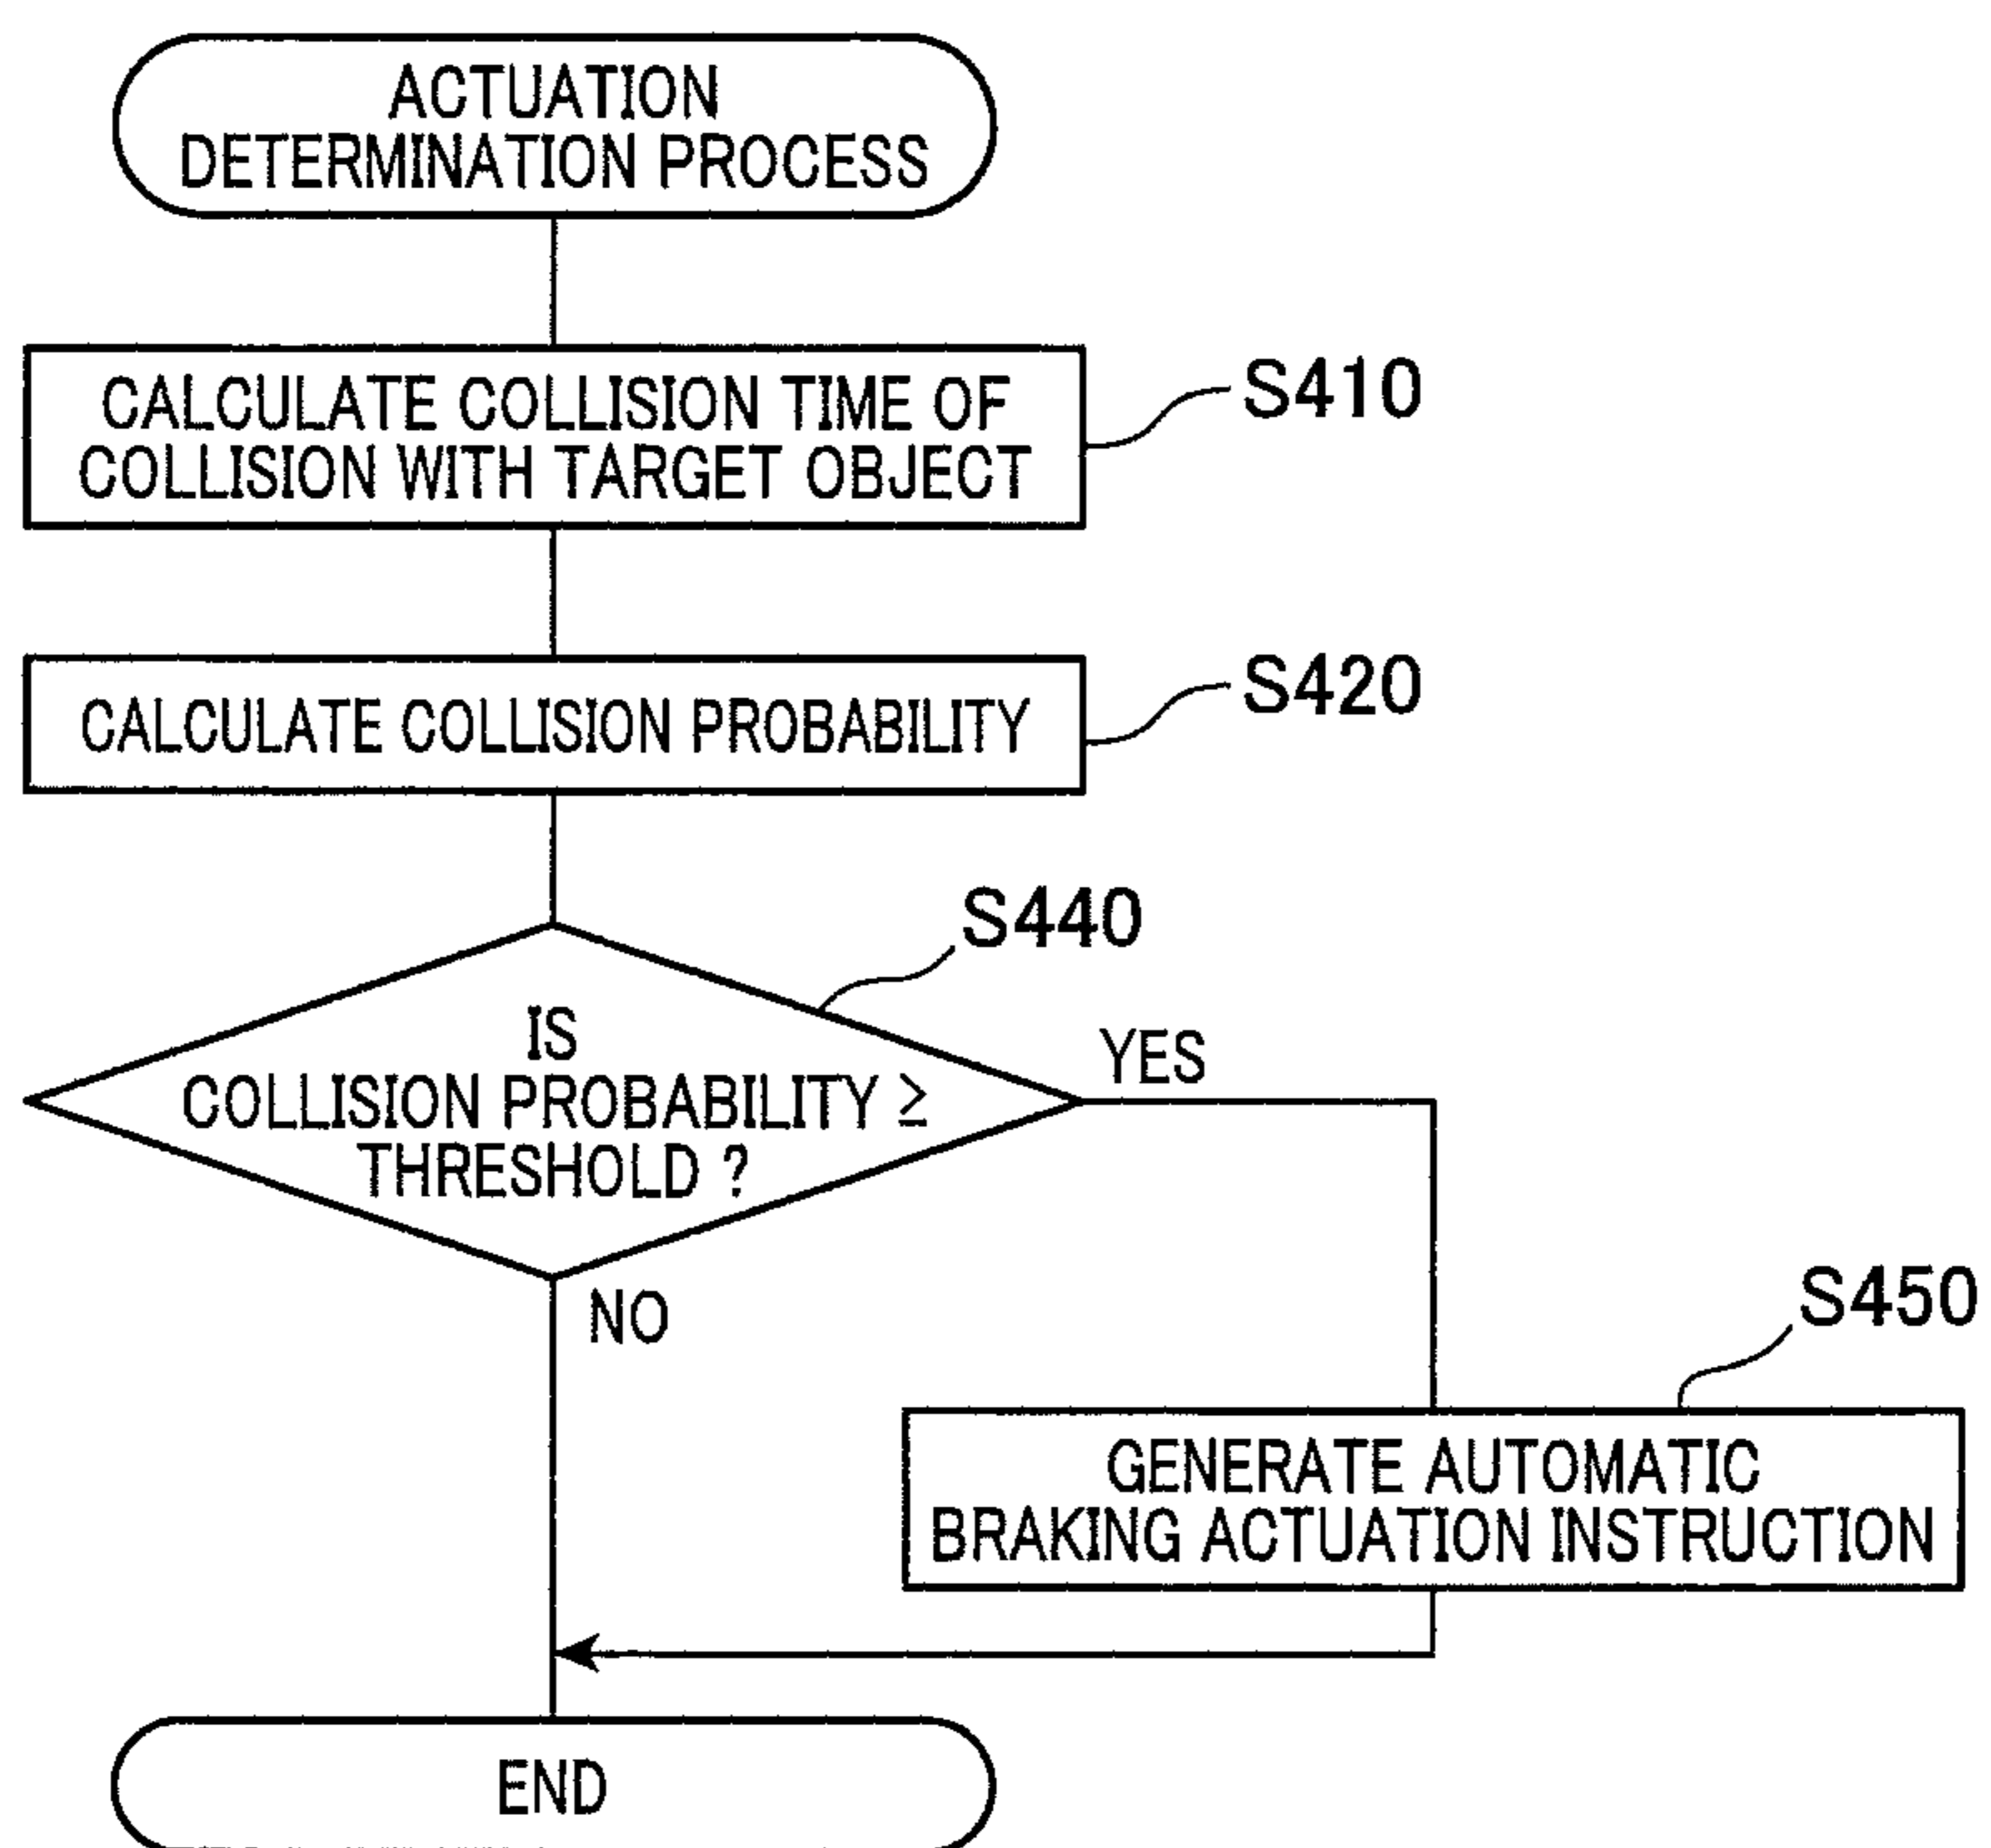 ACTUATION
DETERMINATION PROCESS
CALCULATE COLLISION TIME OF
COLLISION WITH TARGET OBJECT
S410
CALCULATE COLLISION PROBABILITY
S420
S440
IS
COLLISION PROBABILITY ≥
THRESHOLD ?
YES
NO
S450
GENERATE AUTOMATIC
BRAKING ACTUATION INSTRUCTION
END